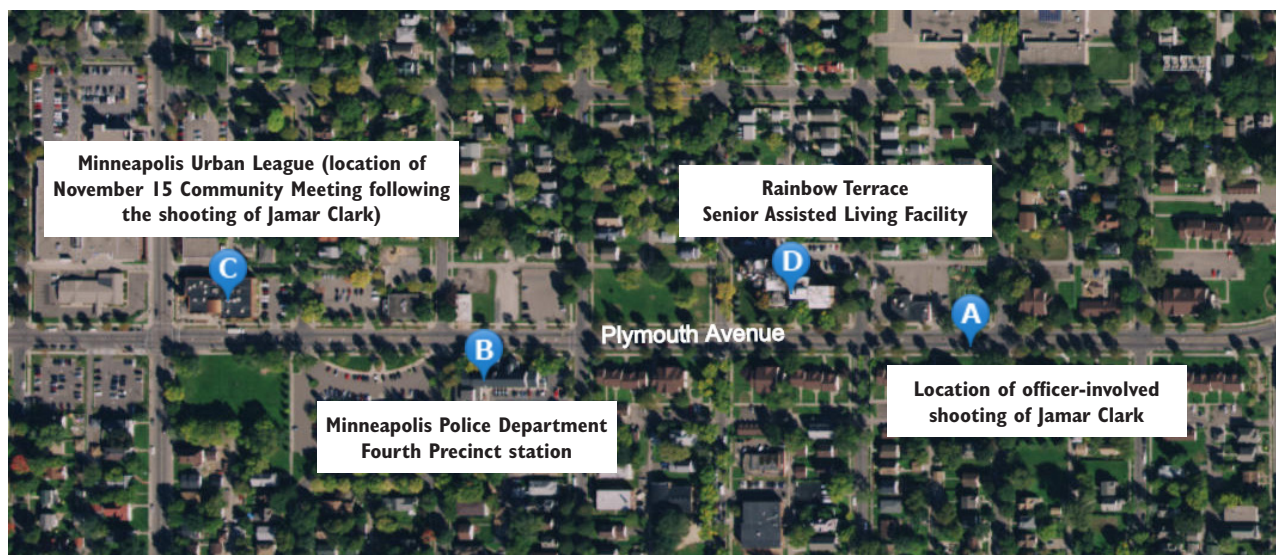 Minneapolis Urban League (location of
November 15 Community Meeting following
the shooting of Jamar Clark)
Rainbow Terrace
Senior Assisted Living Facility
C
D
A
Plymouth Avenue
B
Location of officer-involved
shooting of Jamar Clark
Minneapolis Police Department
Fourth Precinct station